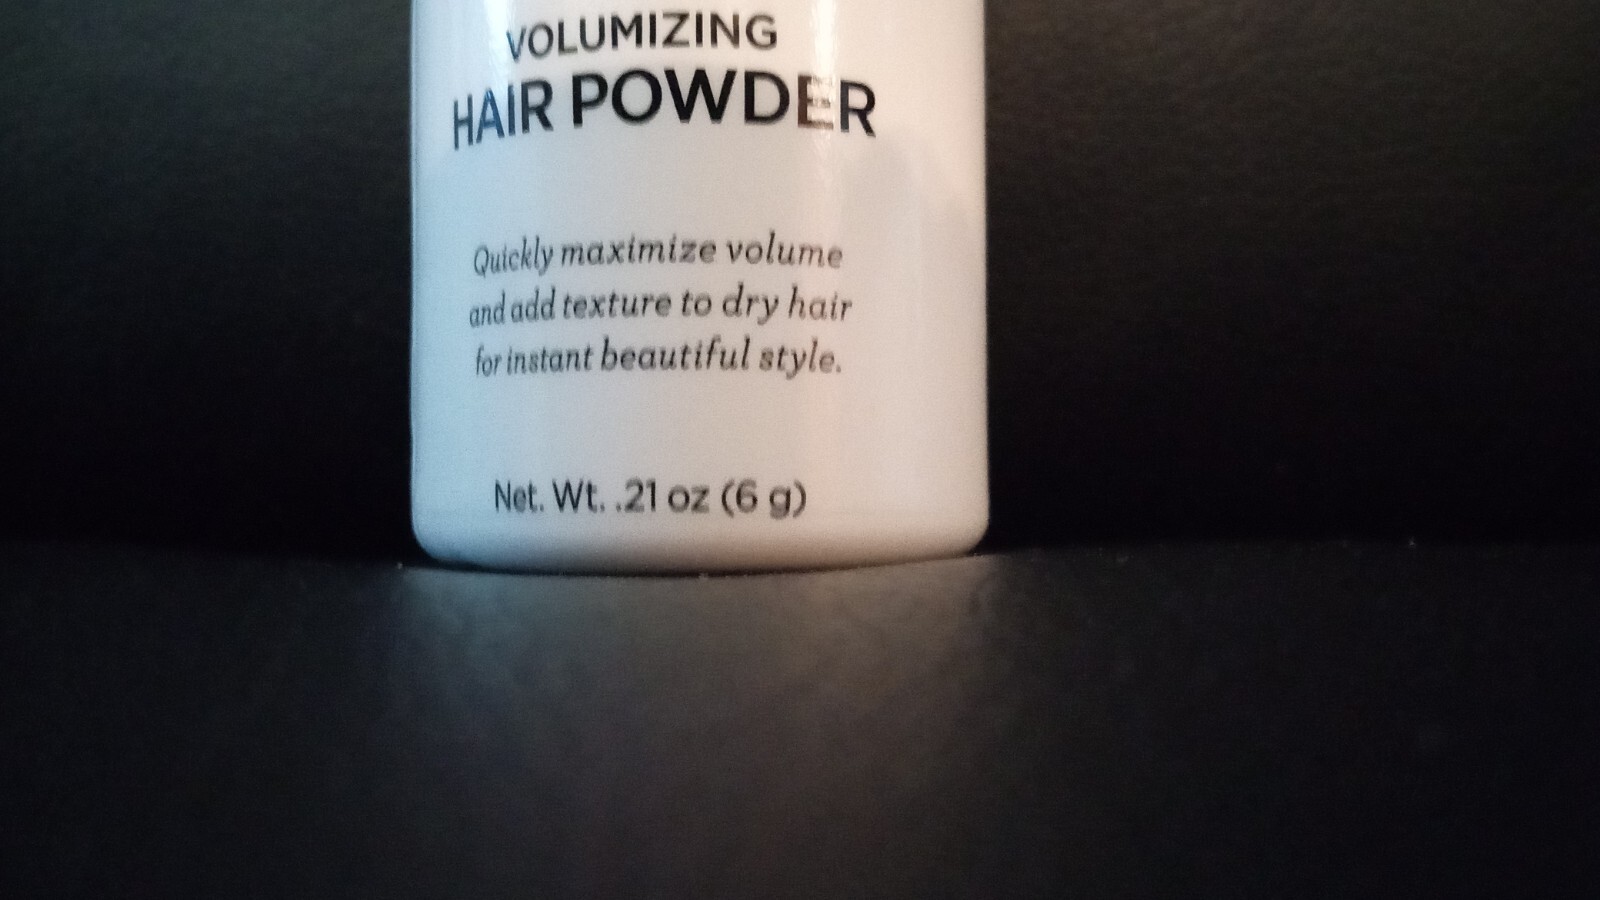 VOLUMIZING
HAIR POWDER
Quickly maximize volume
and add texture to dry hair
for instant beautiful style.
Net. Wt. .21 oz (6 g)